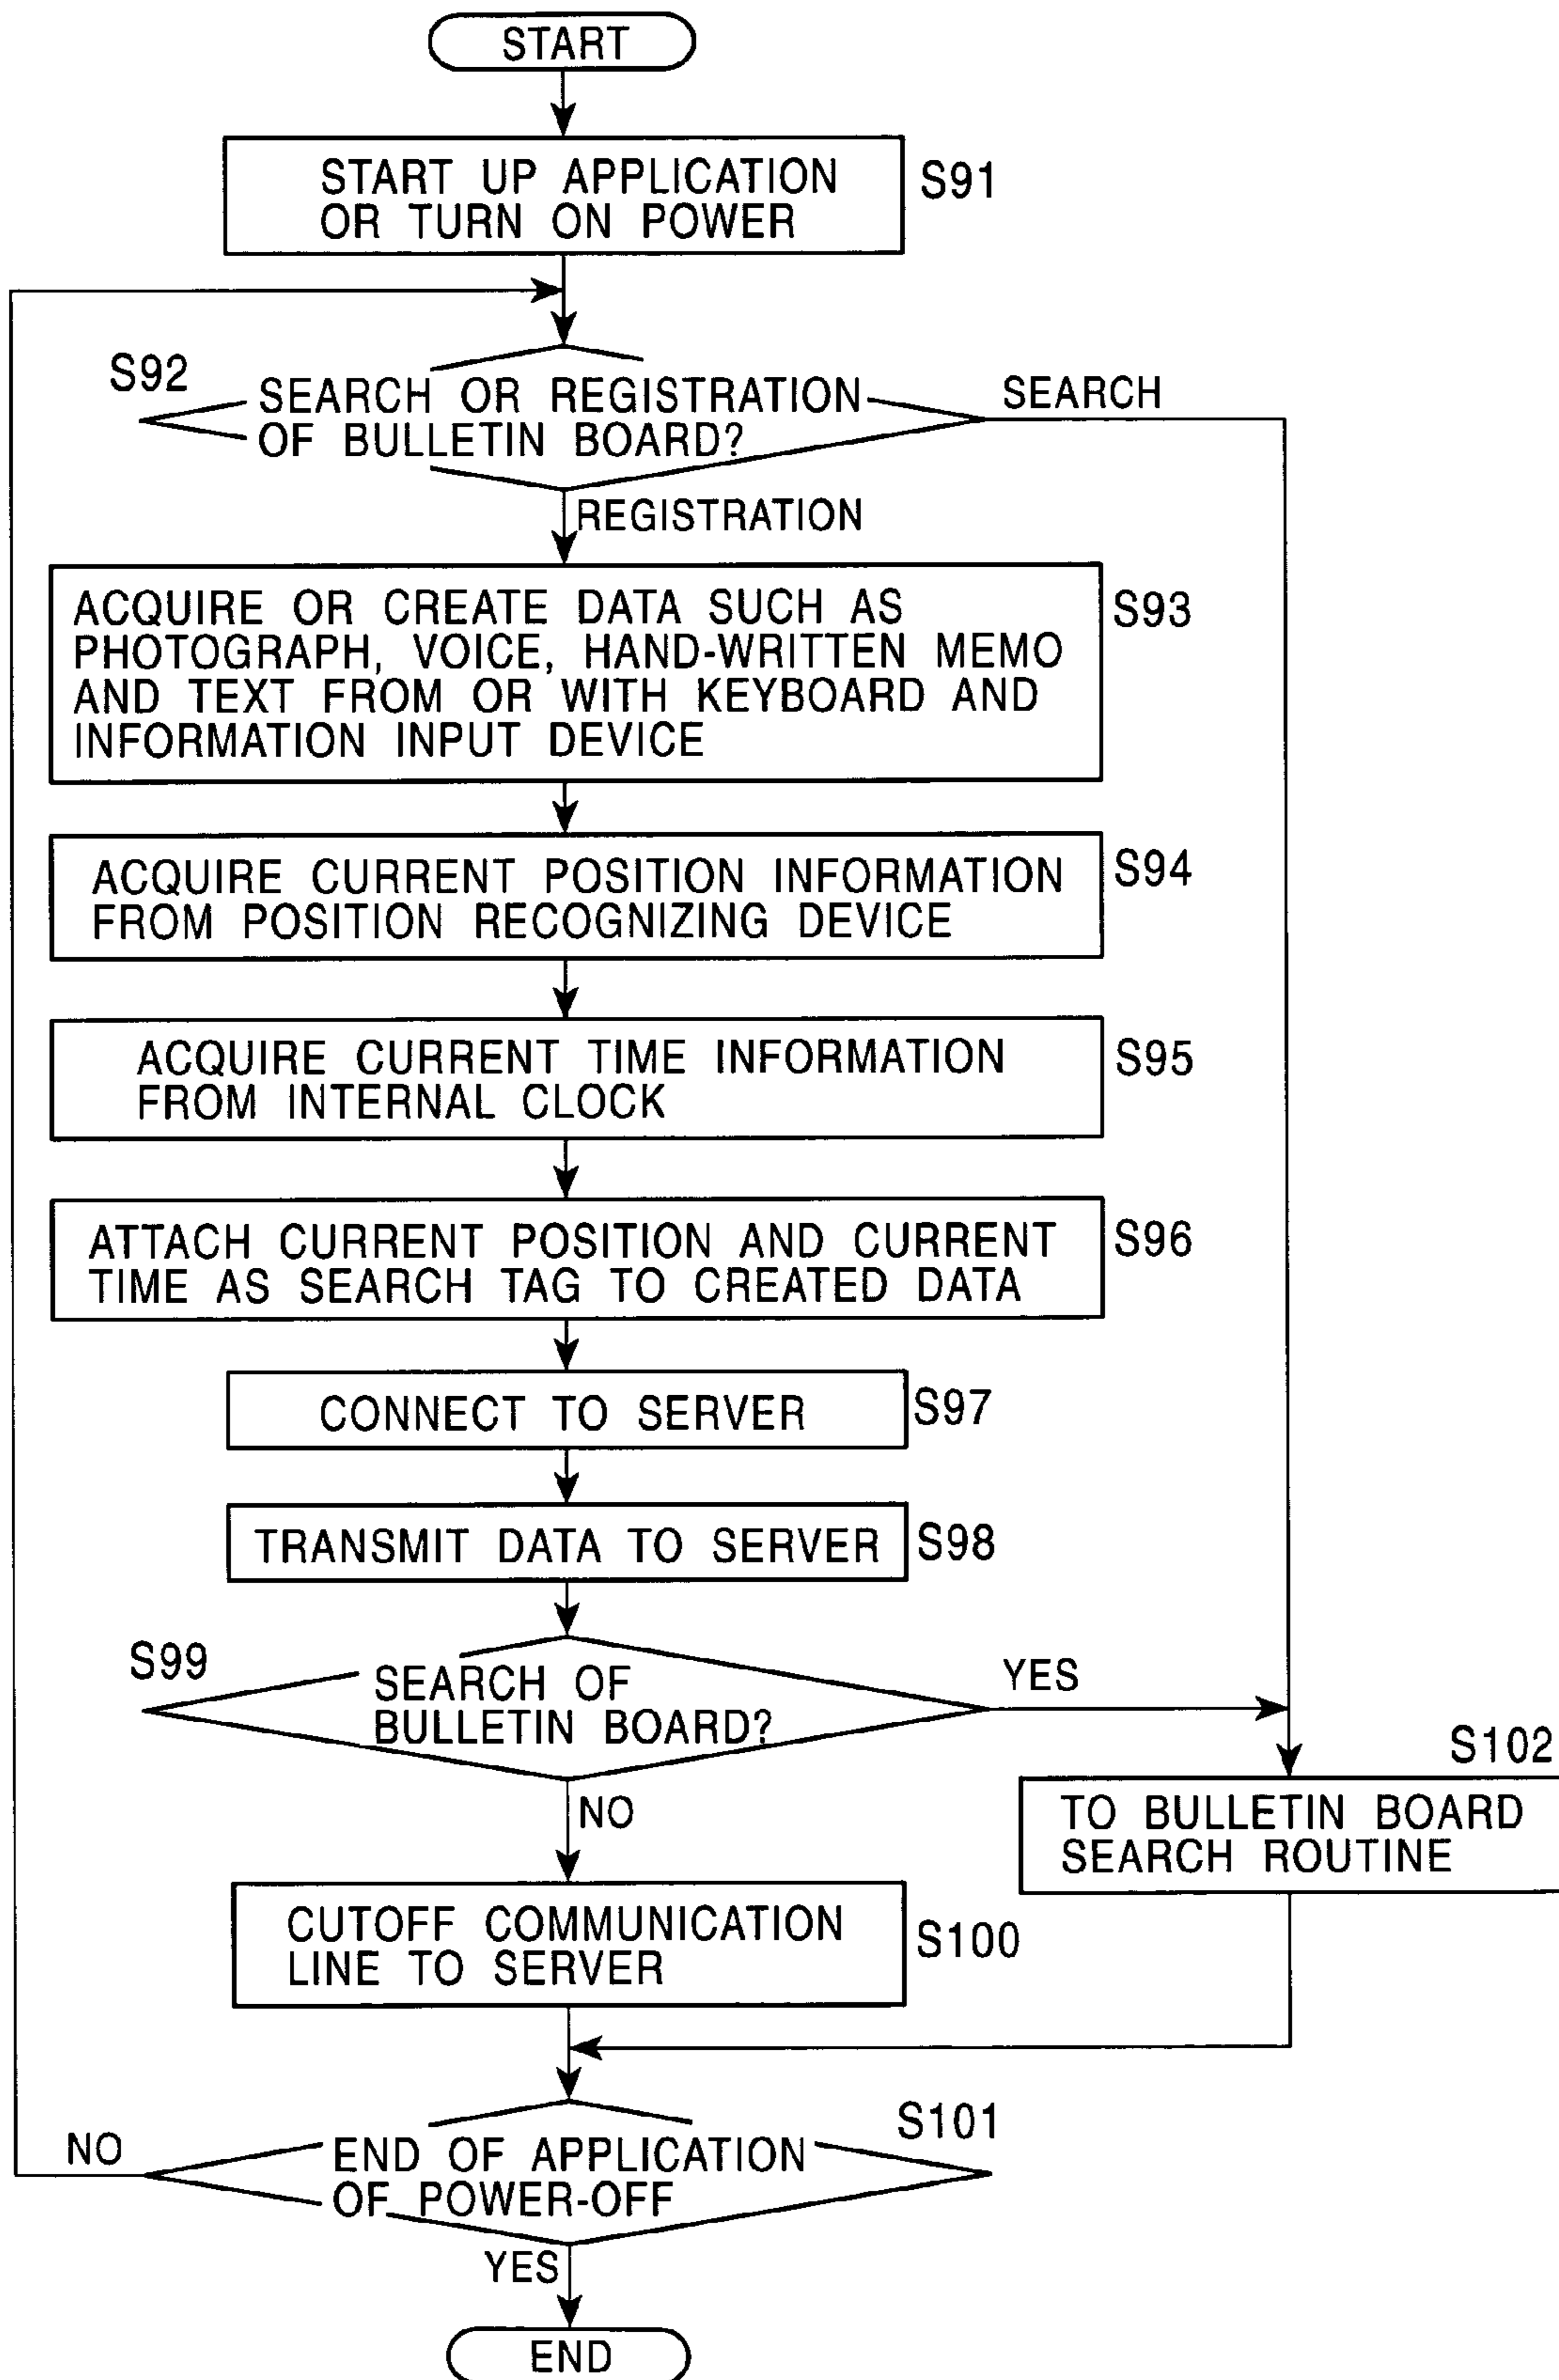 START
START UP APPLICATION
OR TURN ON POWER
S91
S92
SEARCH OR REGISTRATION
OF BULLETIN BOARD?
SEARCH
REGISTRATION
ACQUIRE OR CREATE DATA SUCH AS
PHOTOGRAPH, VOICE, HAND-WRITTEN MEMO
AND TEXT FROM OR WITH KEYBOARD AND
INFORMATION INPUT DEVICE
S93
ACQUIRE CURRENT POSITION INFORMATION
FROM POSITION RECOGNIZING DEVICE
S94
ACQUIRE CURRENT TIME INFORMATION
FROM INTERNAL CLOCK
S95
ATTACH CURRENT POSITION AND CURRENT
TIME AS SEARCH TAG TO CREATED DATA
S96
CONNECT TO SERVER
S97
TRANSMIT DATA TO SERVER
S98
S99
SEARCH OF
BULLETIN BOARD?
YES
NO
S102
TO BULLETIN BOARD
SEARCH ROUTINE
CUTOFF COMMUNICATION
LINE TO SERVER
S100
S101
NO
END OF APPLICATION
OF POWER-OFF
YES
END